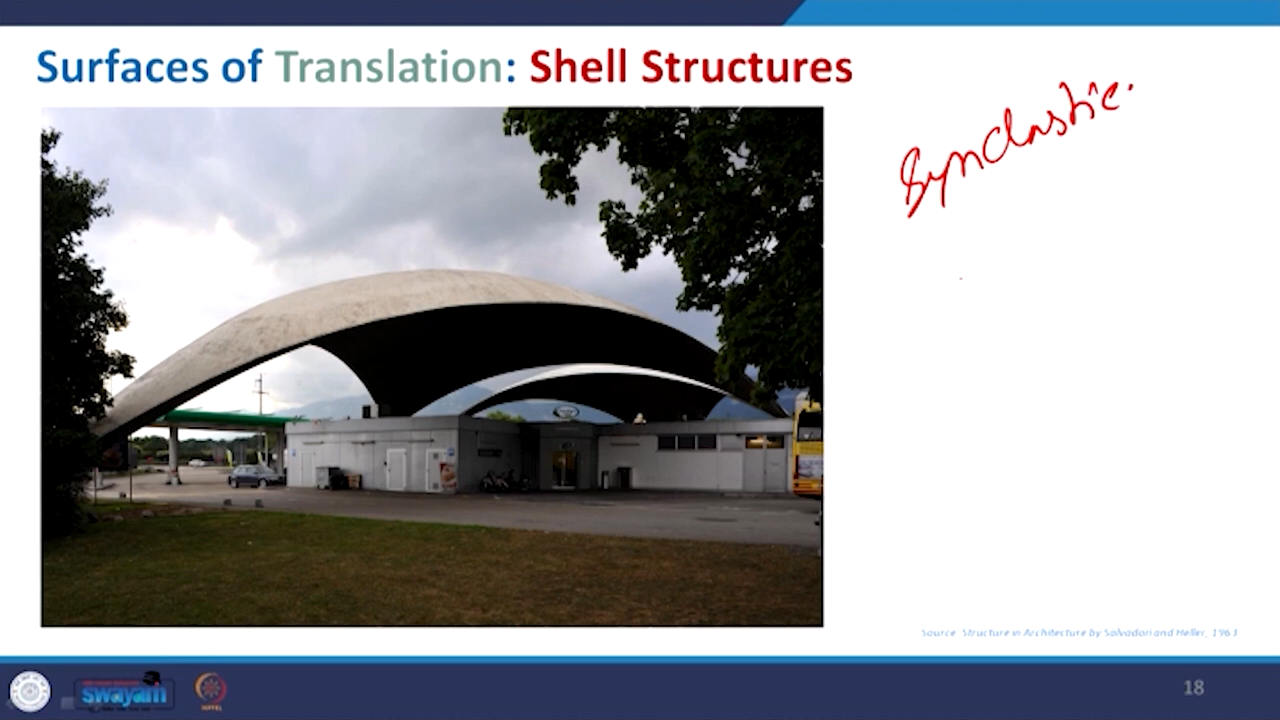 Surfaces of Translation: Shell Structures
Synclastic.
Source: Structure in Architecture by Salvadori and Heller, 1963
swayam
18